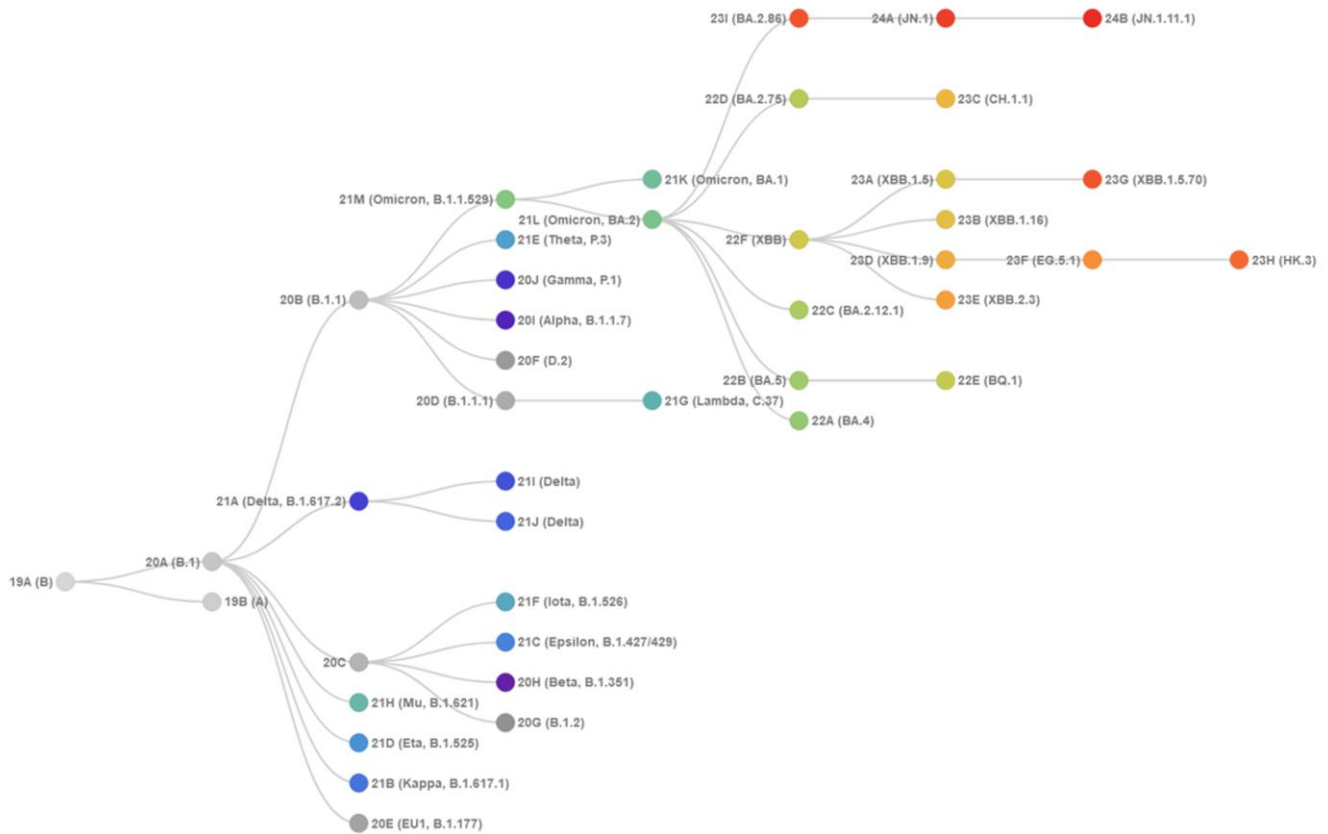 23I (BA.2.86)
24A (JN.1)
24B (JN.1.11.1)
22D (BA.2.75)
23C (CH.1.1)
21K (Omicron, BA.1)
23A (XBB.1.5)
23G (XBB.1.5.70)
21M (Omicron, B.1.1.529)
21L (Omicron, BA.2)
23B (XBB.1.16)
21E (Theta, P.3)
22F (XBB)
23D (XBB.1.9)
23F (EG.5.1)
23H (HK.3)
20J (Gamma, P.1)
20B (B.1.1)
23E (XBB.2.3)
22C (BA.2.12.1)
20I (Alpha, B.1.1.7)
20F (D.2)
22B (BA.5)
22E (BQ.1)
20D (B.1.1.1)
21G (Lambda, C.37)
22A (BA.4)
21I (Delta)
21A (Delta, B.1.617.2)
21J (Delta)
20A (B.1)
19A (B)
19B (A)
21F (Iota, B.1.526)
21C (Epsilon, B.1.427/429)
20C
20H (Beta, B.1.351)
21H (Mu, B.1.621)
20G (B.1.2)
21D (Eta, B.1.525)
21B (Kappa, B.1.617.1)
20E (EU1, B.1.177)